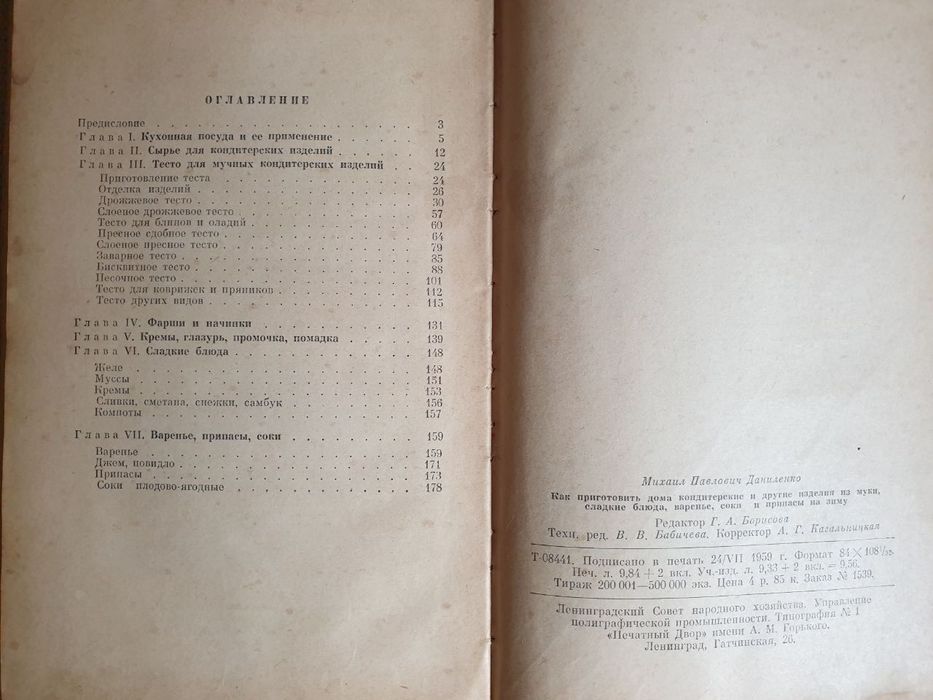 ОГЛАВЛЕНИЕ
Предисловие . . . . . . . . . . . . . . . . . . 3
Глава I. Кухонная посуда и ее применение . . . . . . 5
Глава II. Сырье для кондитерских изделий . . . . . . 12
Глава III. Тесто для мучных кондитерских изделий . . 24
Приготовление теста . . . . . . . . . . . . . 24
Отделка изделий . . . . . . . . . . . . . . 26
Дрожжевое тесто . . . . . . . . . . . . . . 30
Слоеное дрожжевое тесто . . . . . . . . . . . 57
Тесто для блинов и оладий . . . . . . . . . . . 60
Пресное сдобное тесто . . . . . . . . . . . . 64
Слоеное пресное тесто . . . . . . . . . . . . 79
Заварное тесто . . . . . . . . . . . . . . . 85
Бисквитное тесто . . . . . . . . . . . . . . 88
Песочное тесто . . . . . . . . . . . . . . . 101
Тесто для коврижек и пряников . . . . . . . . . 112
Тесто других видов . . . . . . . . . . . . . 115
Глава IV. Фарши и начинки . . . . . . . . . . . 131
Глава V. Кремы, глазурь, промочка, помадка . . . . . 139
Глава VI. Сладкие блюда . . . . . . . . . . . . 148
Желе . . . . . . . . . . . . . . . . . . . 148
Муссы . . . . . . . . . . . . . . . . . . 151
Кремы . . . . . . . . . . . . . . . . . . 153
Сливки, сметана, снежки, самбук . . . . . . . . 156
Компоты . . . . . . . . . . . . . . . . . 157
Глава VII. Варенье, припасы, соки . . . . . . . . . 159
Варенье . . . . . . . . . . . . . . . . . 159
Джем, повидло . . . . . . . . . . . . . . . 171
Припасы . . . . . . . . . . . . . . . . . 173
Соки плодово-ягодные . . . . . . . . . . . . 178
Михаил Павлович Даниленко
Как приготовить дома кондитерские и другие изделия из муки,
сладкие блюда, варенье, соки и припасы на зиму
Редактор Г. А. Борисова
Техн. ред. В. В. Бабичева. Корректор А. Г. Кагальницкая
Т-08441. Подписано в печать 24/VII 1959 г. Формат 84×108¹/₃₂.
Печ. л. 9,84 + 2 вкл. Уч.-изд. л. 9,33 + 2 вкл. = 9,56.
Тираж 200 001—500 000 экз. Цена 4 р. 85 к. Заказ № 1539.
Ленинградский Совет народного хозяйства. Управление
полиграфической промышленности. Типография № 1
«Печатный Двор» имени А. М. Горького.
Ленинград, Гатчинская, 26.